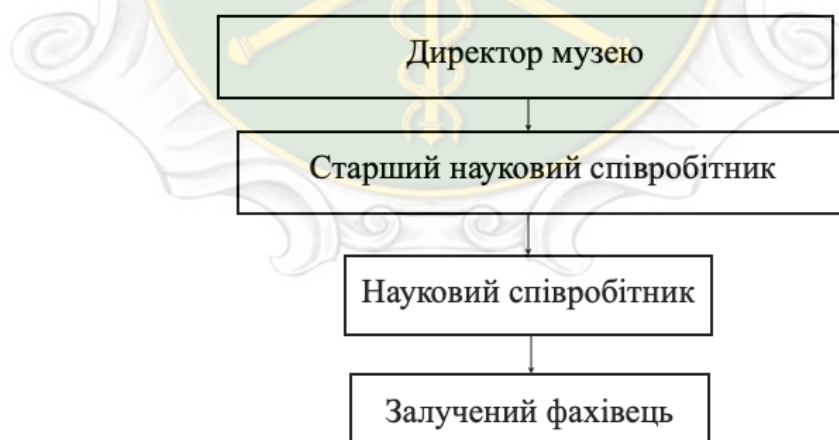 Директор музею
Старший науковий співробітник
Науковий співробітник
Залучений фахівець